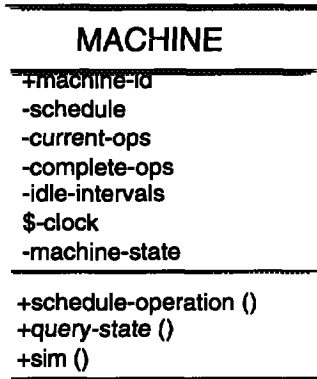 MACHINE
+machine-id
-schedule
-current-ops
-complete-ops
-idle-intervals
$-clock
-machine-state
+schedule-operation ()
+query-state ()
+sim ()